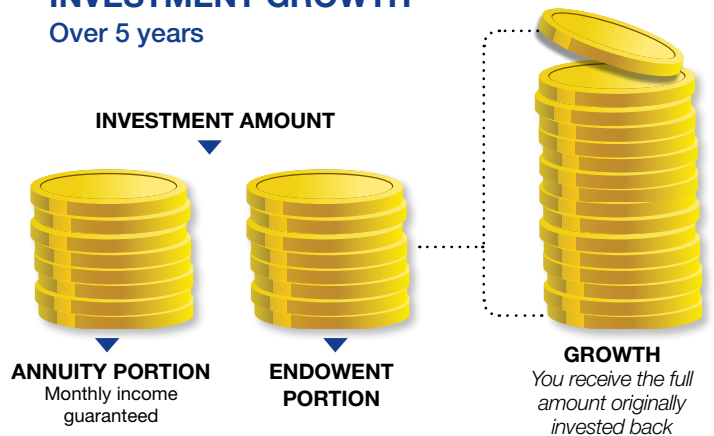 INVESTMENT GROWTH
Over 5 years
INVESTMENT AMOUNT
ANNUITY PORTION
Monthly income
guaranteed
ENDOWENT
PORTION
GROWTH
You receive the full
amount originally
invested back